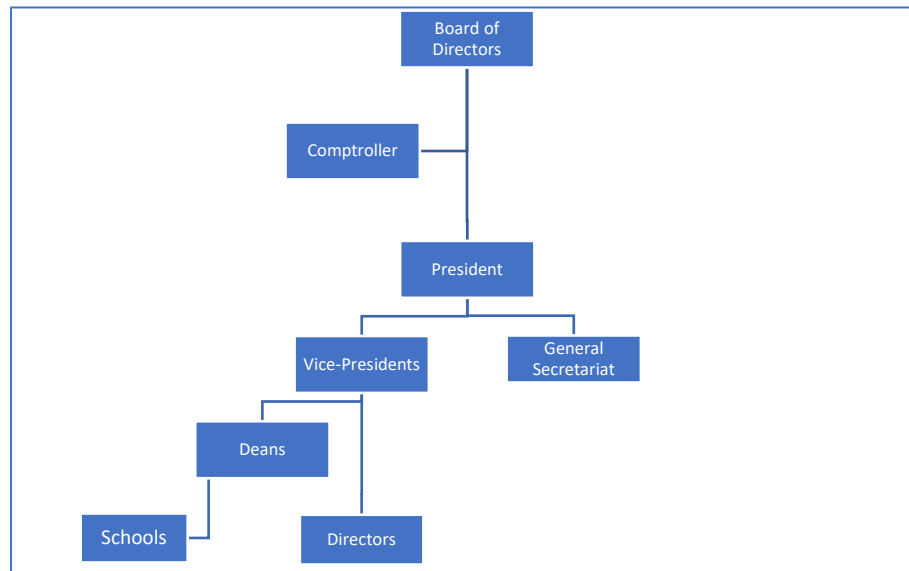 Board of
Directors
Comptroller
President
Vice-Presidents
General
Secretariat
Deans
Schools
Directors